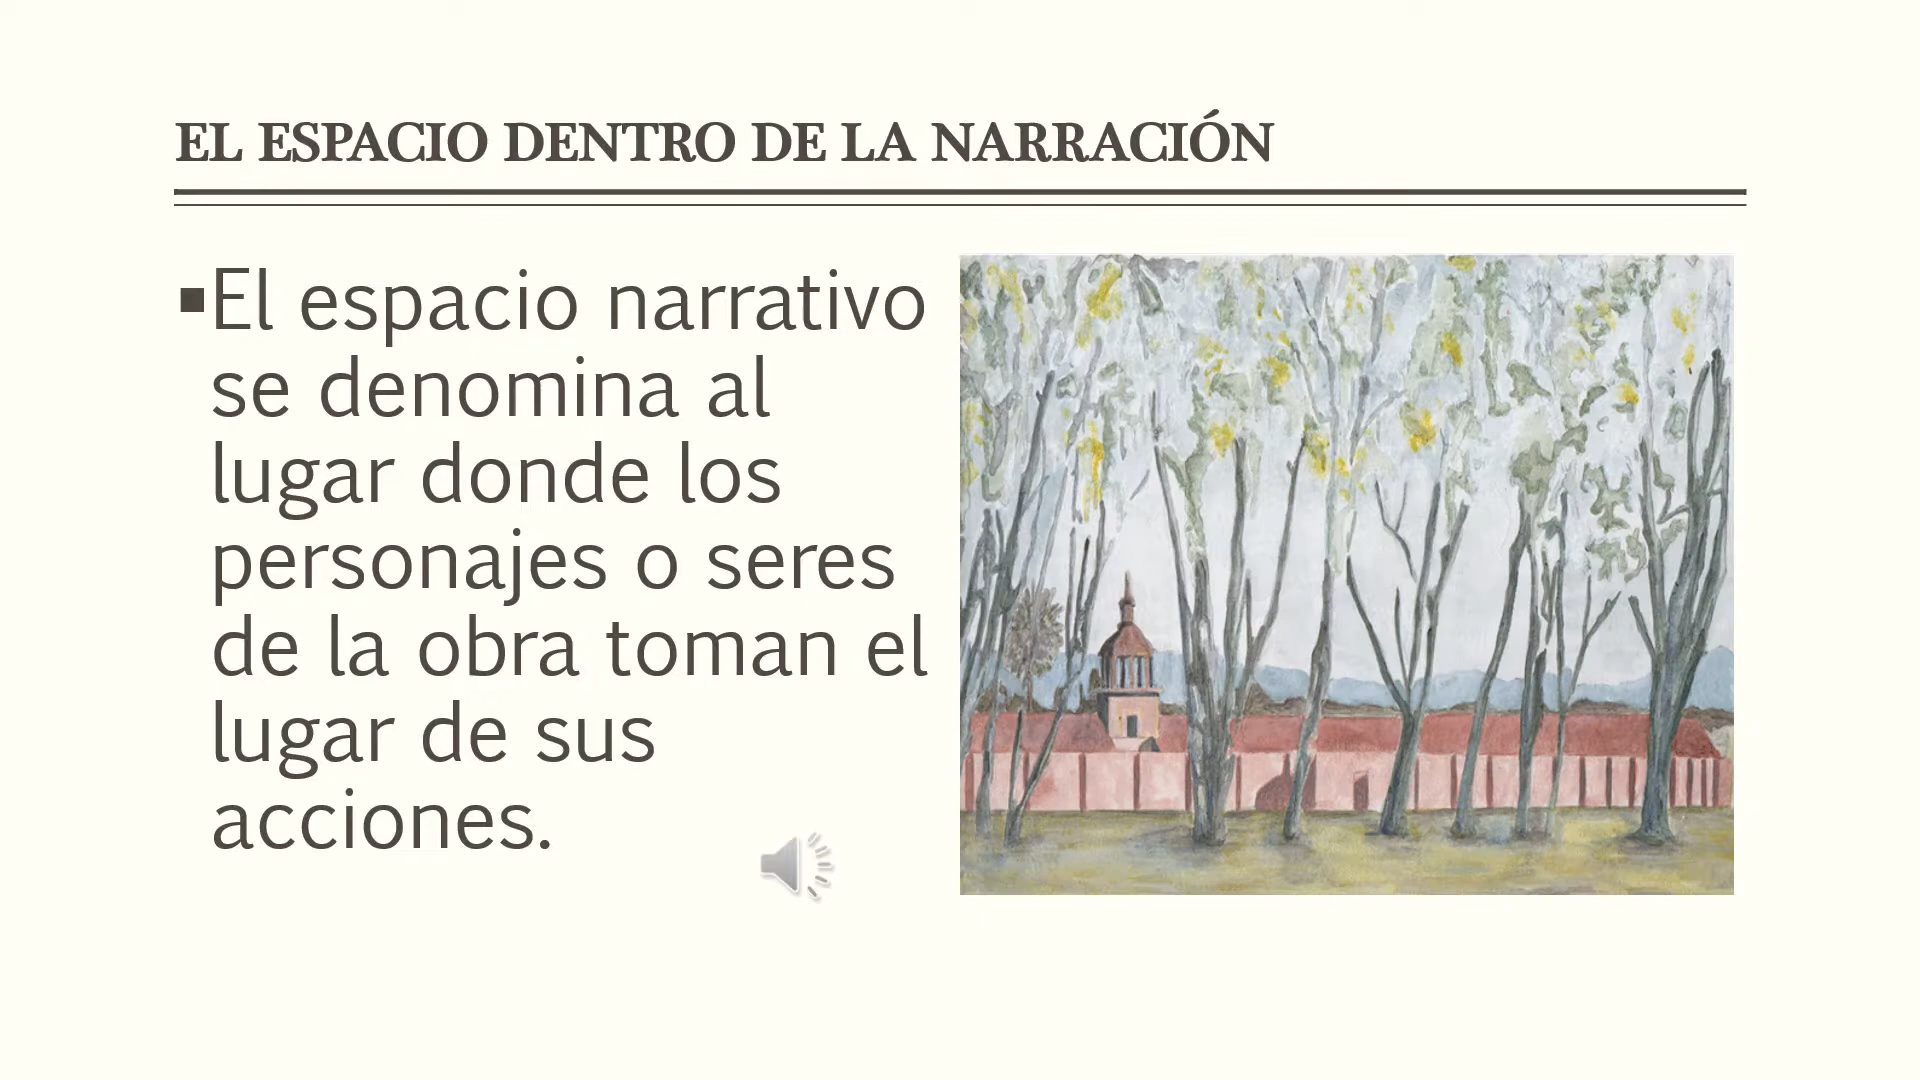 EL ESPACIO DENTRO DE LA NARRACIÓN
▪El espacio narrativo
se denomina al
lugar donde los
personajes o seres
de la obra toman el
lugar de sus
acciones.